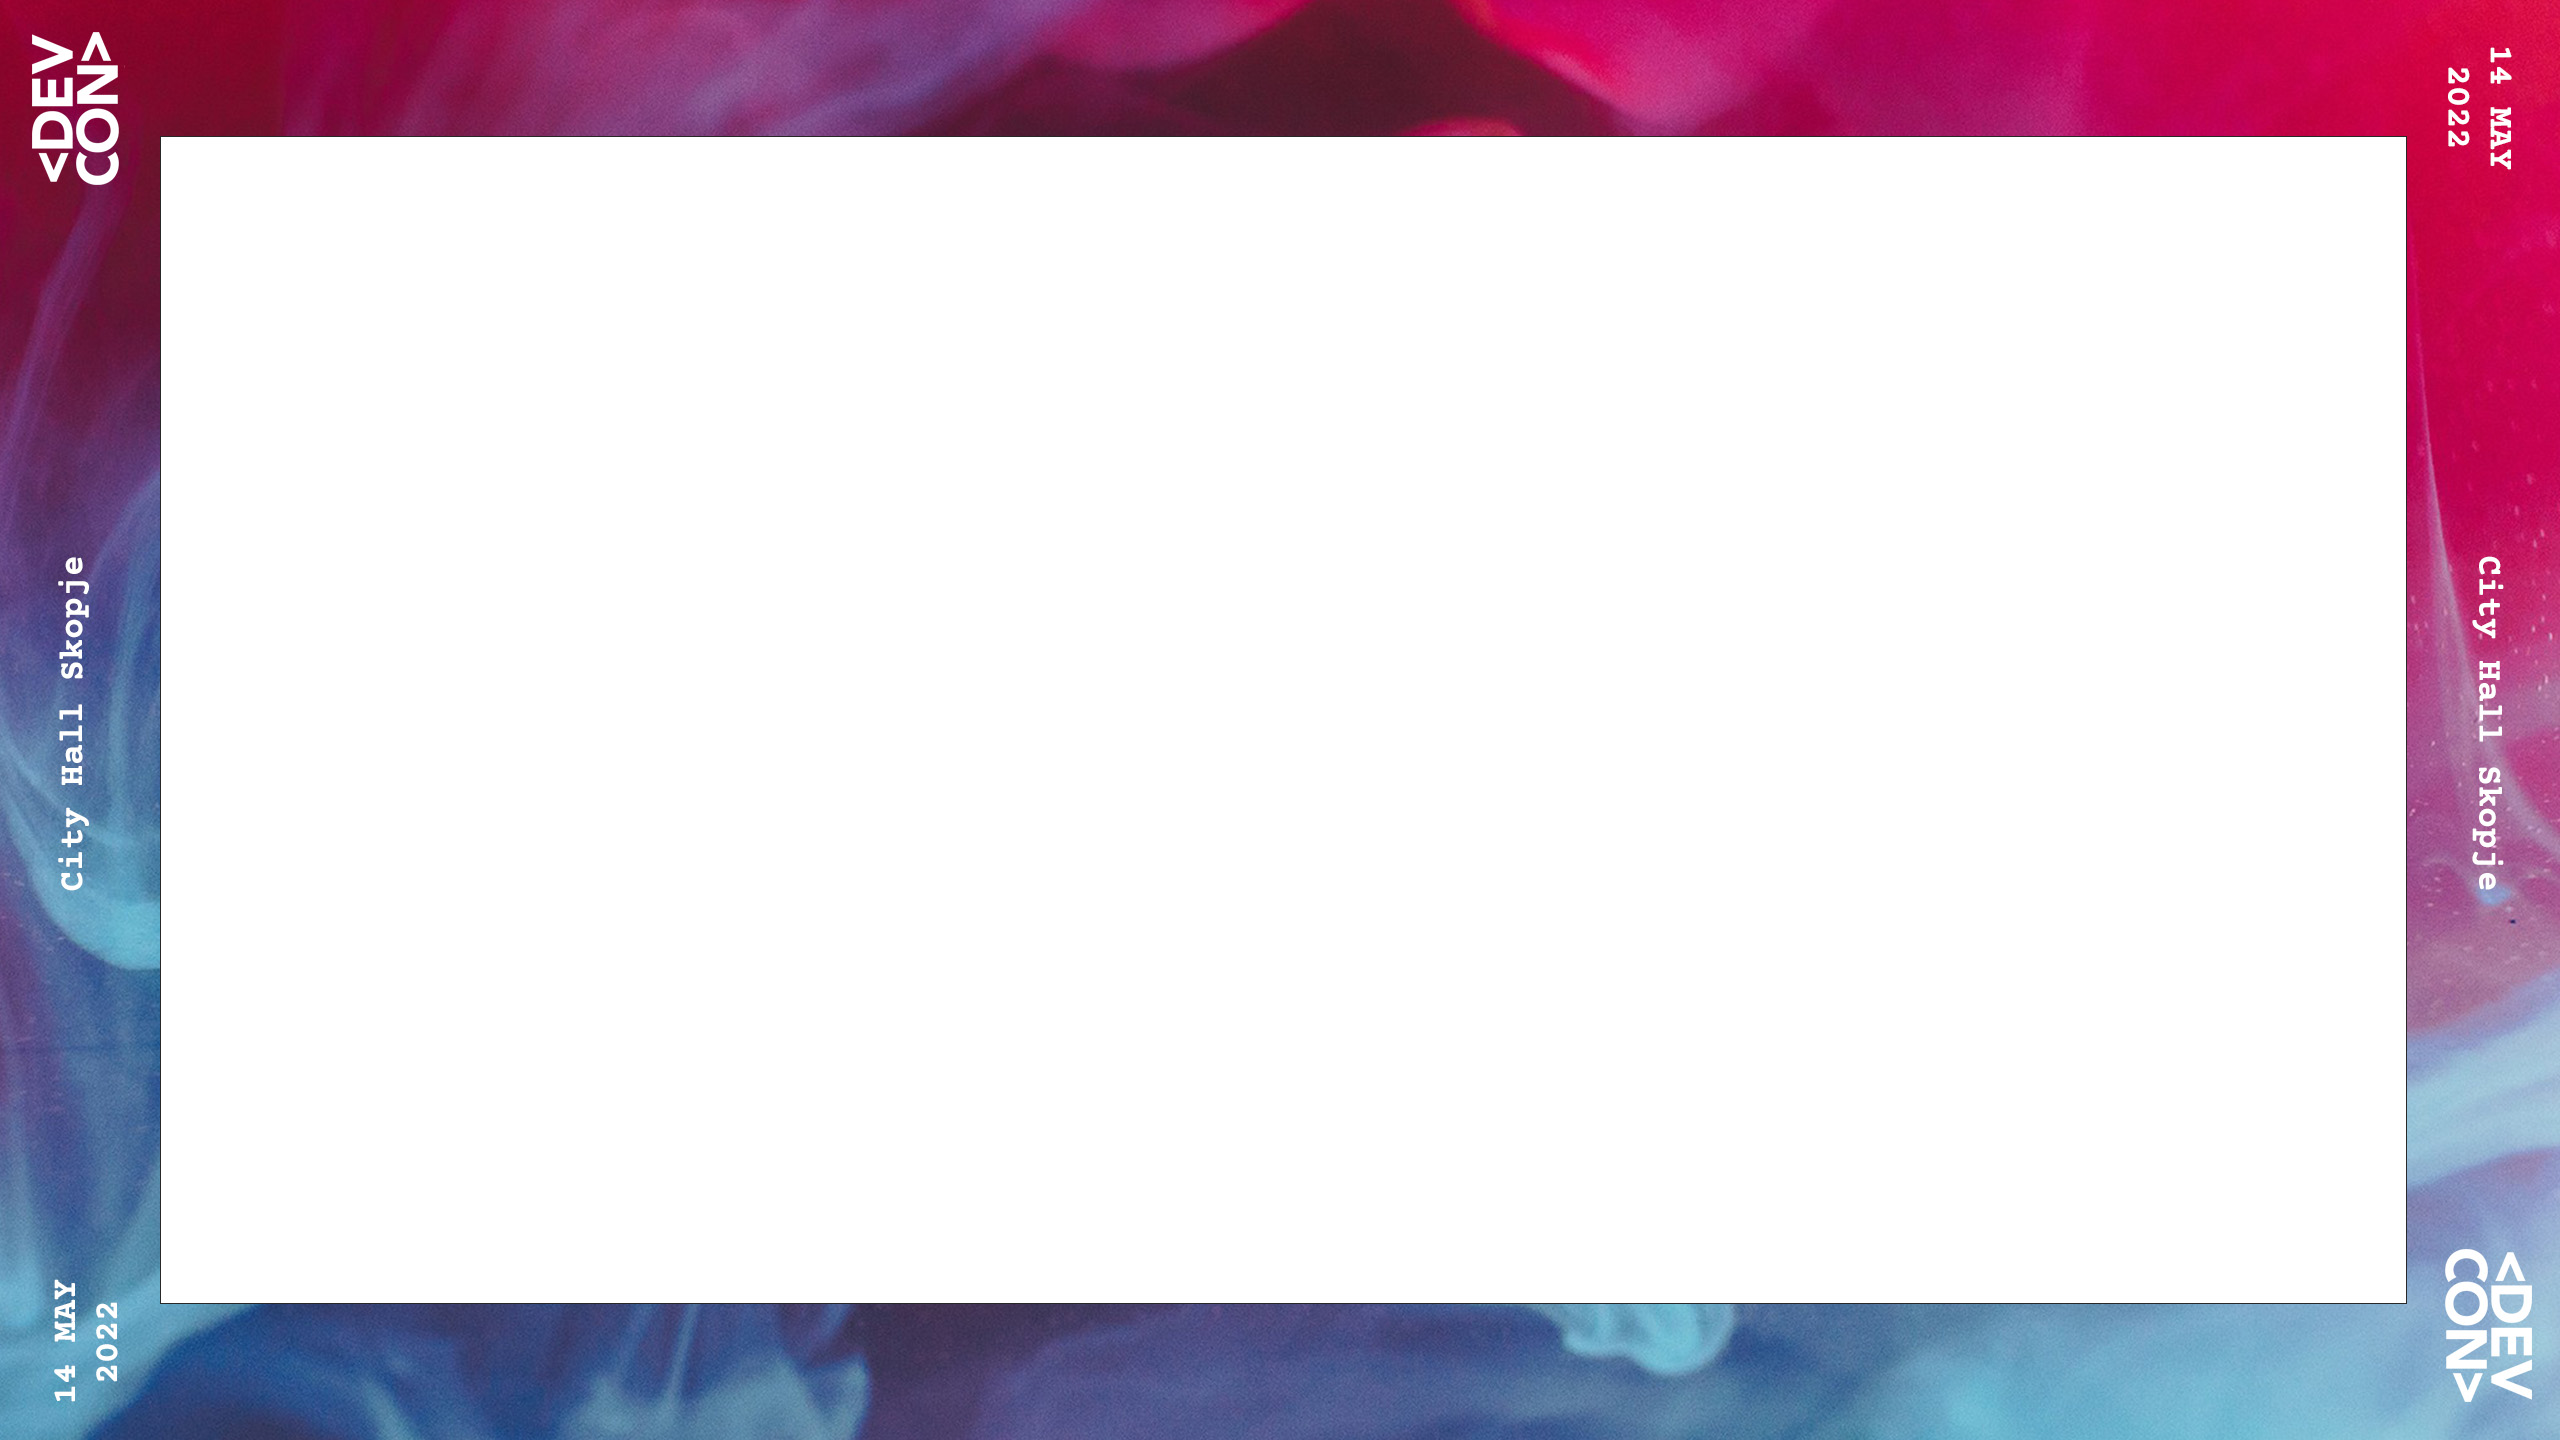 <DEV
CON>
14 MAY
2022
City Hall Skopje
City Hall Skopje
14 MAY
2022
<DEV
CON>